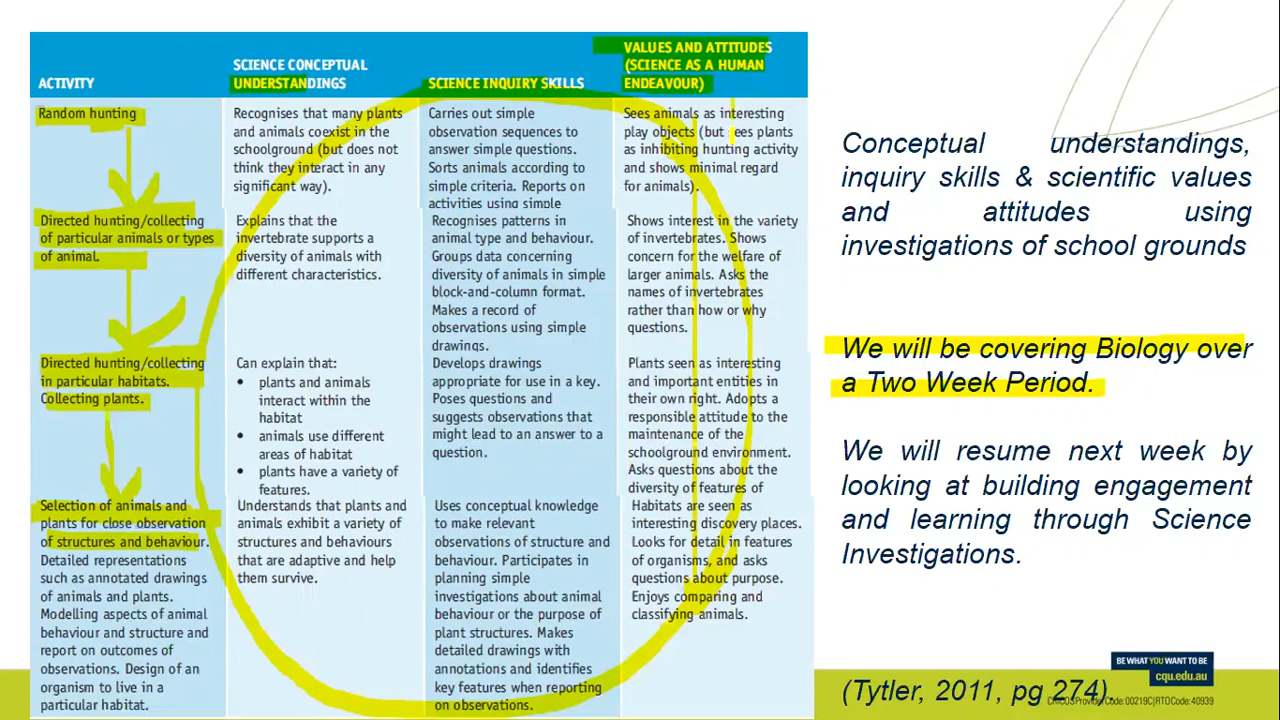 ACTIVITY
SCIENCE CONCEPTUAL
UNDERSTANDINGS
SCIENCE INQUIRY SKILLS
VALUES AND ATTITUDES
(SCIENCE AS A HUMAN
ENDEAVOUR)
Random hunting
Recognises that many plants
and animals coexist in the
schoolground (but does not
think they interact in any
significant way).
Carries out simple
observation sequences to
answer simple questions.
Sorts animals according to
simple criteria. Reports on
activities using simple
Sees animals as interesting
play objects (but sees plants
as inhibiting hunting activity
and shows minimal regard
for animals).
Directed hunting/collecting
of particular animals or types
of animal.
Explains that the
invertebrate supports a
diversity of animals with
different characteristics.
Recognises patterns in
animal type and behaviour.
Groups data concerning
diversity of animals in simple
block-and-column format.
Makes a record of
observations using simple
drawings.
Shows interest in the variety
of invertebrates. Shows
concern for the welfare of
larger animals. Asks the
names of invertebrates
rather than how or why
questions.
Directed hunting/collecting
in particular habitats.
Collecting plants.
Can explain that:
• plants and animals
interact within the
habitat
• animals use different
areas of habitat
• plants have a variety of
features.
Develops drawings
appropriate for use in a key.
Poses questions and
suggests observations that
might lead to an answer to a
question.
Plants seen as interesting
and important entities in
their own right. Adopts a
responsible attitude to the
maintenance of the
schoolground environment.
Asks questions about the
diversity of features of
Selection of animals and
plants for close observation
of structures and behaviour.
Detailed representations
such as annotated drawings
of animals and plants.
Modelling aspects of animal
behaviour and structure and
report on outcomes of
observations. Design of an
organism to live in a
particular habitat.
Understands that plants and
animals exhibit a variety of
structures and behaviours
that are adaptive and help
them survive.
Uses conceptual knowledge
to make relevant
observations of structure and
behaviour. Participates in
planning simple
investigations about animal
behaviour or the purpose of
plant structures. Makes
detailed drawings with
annotations and identifies
key features when reporting
on observations.
Habitats are seen as
interesting discovery places.
Looks for detail in features
of organisms, and asks
questions about purpose.
Enjoys comparing and
classifying animals.
Conceptual understandings,
inquiry skills & scientific values
and attitudes using
investigations of school grounds
We will be covering Biology over
a Two Week Period.
We will resume next week by
looking at building engagement
and learning through Science
Investigations.
(Tytler, 2011, pg 274).
BE WHAT YOU WANT TO BE
cqu.edu.au
CRICOS Provider Code: 00219C | RTO Code: 40939